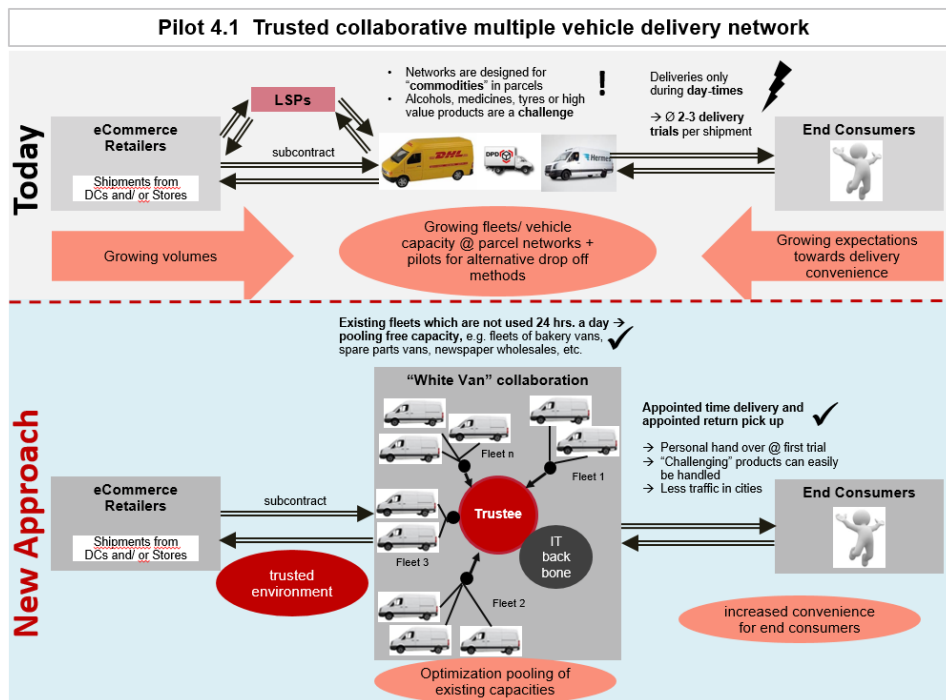 Pilot 4.1  Trusted collaborative multiple vehicle delivery network
Today
LSPs
• Networks are designed for
“commodities” in parcels
• Alcohols, medicines, tyres or high
value products are a challenge
!
Deliveries only
during day-times
→ Ø 2-3 delivery
trials per shipment
eCommerce
Retailers
Shipments from
DCs and/ or Stores
subcontract
DHL
DPD
Hermes
End Consumers
Growing volumes
Growing fleets/ vehicle
capacity @ parcel networks +
pilots for alternative drop off
methods
Growing expectations
towards delivery
convenience
New Approach
Existing fleets which are not used 24 hrs. a day →
pooling free capacity, e.g. fleets of bakery vans,
spare parts vans, newspaper wholesales, etc.
“White Van” collaboration
Fleet n
Fleet 1
Trustee
IT
back
bone
Fleet 3
Fleet 2
eCommerce
Retailers
Shipments from
DCs and/ or Stores
subcontract
trusted
environment
Appointed time delivery and
appointed return pick up
→ Personal hand over @ first trial
→ “Challenging” products can easily
be handled
→ Less traffic in cities
End Consumers
increased convenience
for end consumers
Optimization pooling of
existing capacities